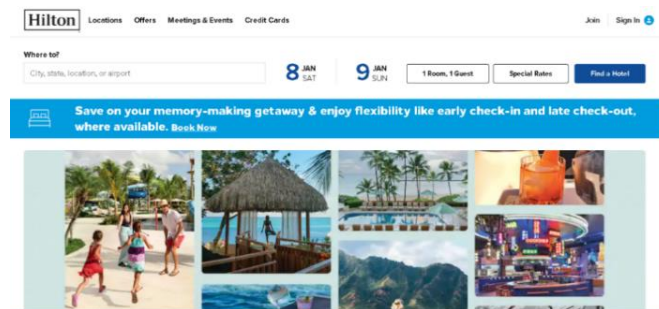 Hilton
Locations Offers Meetings & Events Credit Cards
Join Sign In
Where to?
City, state, location, or airport
8 JAN SAT
9 JAN SUN
1 Room, 1 Guest
Special Rates
Find a Hotel
Save on your memory-making getaway & enjoy flexibility like early check-in and late check-out,
where available. Book Now